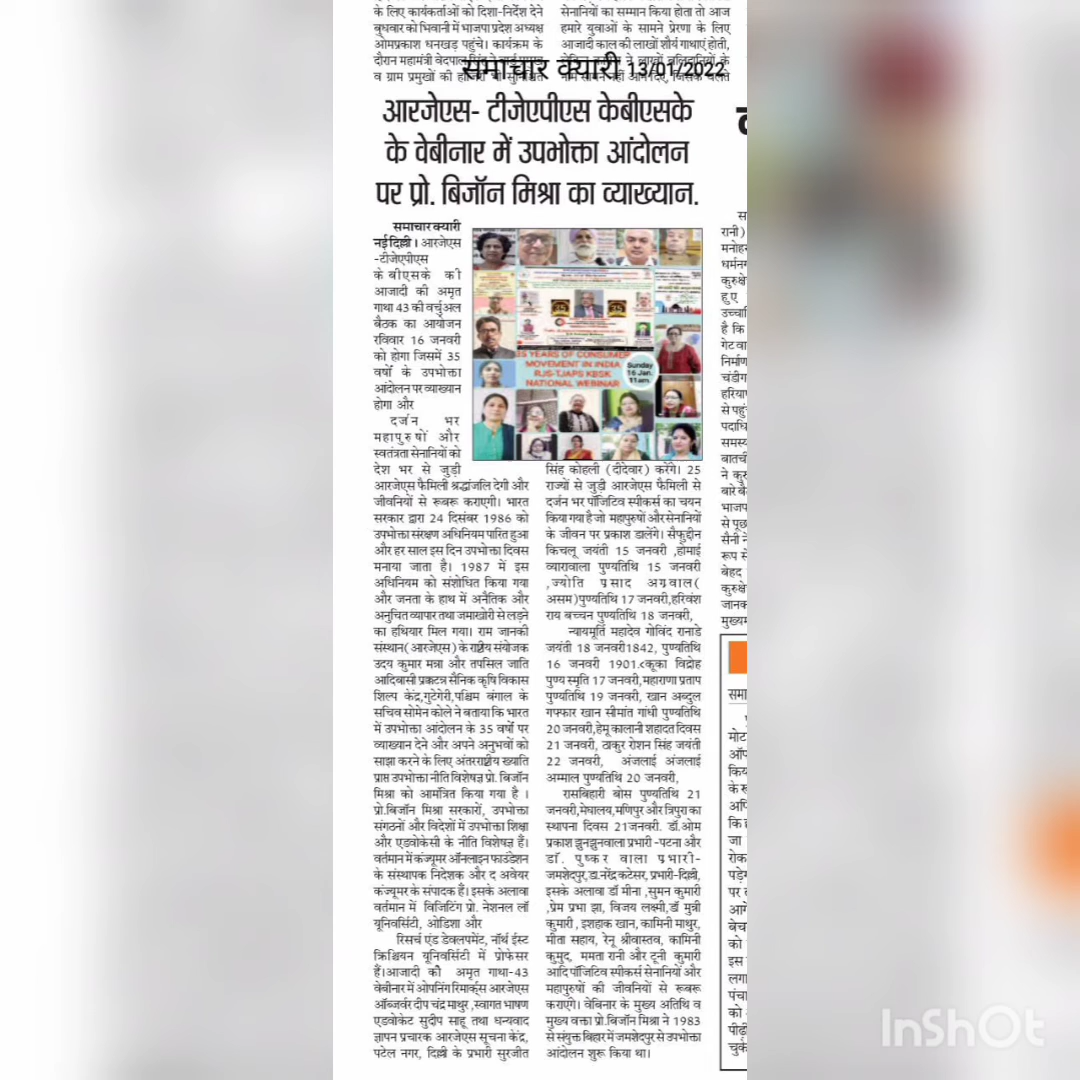 के लिए कार्यकर्ताओं को दिशा-निर्देश देने
बुधवार को भिवानी में भाजपा प्रदेश अध्यक्ष
ओमप्रकाश धनखड़ पहुंचे। कार्यक्रम के
दौरान महामंत्री वेदपाल
व ग्राम प्रमुखों की
सेनानियों का सम्मान किया होता तो आज
हमारे युवाओं के सामने प्रेरणा के लिए
आजादी काल की लाखों शौर्य गाथाएं होती,
समाचार क्यारी 13/01/2022
आरजेएस- टीजेएपीएस केबीएसके
के वेबीनार में उपभोक्ता आंदोलन
पर प्रो. बिजॉन मिश्रा का व्याख्यान.
समाचार क्यारी
नई दिल्ली। आरजेएस
-टीजेएपीएस
के बीएसके की
आजादी की अमृत
गाथा 43 की वर्चुअल
बैठक का आयोजन
रविवार 16 जनवरी
को होगा जिसमें 35
वर्षों के उपभोक्ता
आंदोलन पर व्याख्यान
होगा और
दर्जन भर
महापुरुषों और
स्वतंत्रता सेनानियों को
देश भर से जुड़ी
आरजेएस फैमिली श्रद्धांजलि देगी और
जीवनियों से रूबरू कराएगी। भारत
सरकार द्वारा 24 दिसंबर 1986 को
उपभोक्ता संरक्षण अधिनियम पारित हुआ
और हर साल इस दिन उपभोक्ता दिवस
मनाया जाता है। 1987 में इस
अधिनियम को संशोधित किया गया
और जनता के हाथ में अनैतिक और
अनुचित व्यापार तथा जमाखोरी से लड़ने
का हथियार मिल गया। राम जानकी
संस्थान(आरजेएस) के राष्ट्रीय संयोजक
उदय कुमार मन्ना और तपसिल जाति
आदिवासी प्रकटन्न सैनिक कृषि विकास
शिल्प केंद्र,गुटेगेरी,पश्चिम बंगाल के
सचिव सोमेन कोले ने बताया कि भारत
में उपभोक्ता आंदोलन के 35 वर्षों पर
व्याख्यान देने और अपने अनुभवों को
साझा करने के लिए अंतरराष्ट्रीय ख्याति
प्राप्त उपभोक्ता नीति विशेषज्ञ प्रो. बिजॉन
मिश्रा को आमंत्रित किया गया है ।
प्रो.बिजॉन मिश्रा सरकारों, उपभोक्ता
संगठनों और विदेशों में उपभोक्ता शिक्षा
और एडवोकेसी के नीति विशेषज्ञ हैं।
वर्तमान में कंज्यूमर ऑनलाइन फाउंडेशन
के संस्थापक निदेशक और द अवेयर
कंज्यूमर के संपादक है। इसके अलावा
वर्तमान में विजिटिंग प्रो. नेशनल लॉ
यूनिवर्सिटी, ओडिशा और
रिसर्च एंड डेवलपमेंट, नॉर्थ ईस्ट
क्रिश्चियन यूनिवर्सिटी में प्रोफेसर
हैं।आजादी की अमृत गाथा-43
वेबीनार में ओपनिंग रिमार्क्स आरजेएस
ऑब्जर्वर दीप चंद्र माथुर ,स्वागत भाषण
एडवोकेट सुदीप साहू तथा धन्यवाद
ज्ञापन प्रचारक आरजेएस सूचना केंद्र,
पटेल नगर, दिल्ली के प्रभारी सुरजीत
35 YEARS OF CONSUMER
MOVEMENT IN INDIA
RJS-TJAPS KBSK
NATIONAL WEBINAR
Sunday
16 Jan.
11am.
सिंह कोहली (दीदेवार) करेंगे। 25
राज्यों से जुड़ी आरजेएस फैमिली से
दर्जन भर पॉजिटिव स्पीकर्स का चयन
किया गया है जो महापुरुषों और सेनानियों
के जीवन पर प्रकाश डालेंगे। सैफुद्दीन
किचलू जयंती 15 जनवरी ,होमाई
व्यारावाला पुण्यतिथि 15 जनवरी
,ज्योति प्रसाद अग्रवाल(
असम)पुण्यतिथि 17 जनवरी,हरिवंश
राय बच्चन पुण्यतिथि 18 जनवरी,
न्यायमूर्ति महादेव गोविंद रानाडे
जयंती 18 जनवरी1842, पुण्यतिथि
16 जनवरी 1901.८कूका विद्रोह
पुण्य स्मृति 17 जनवरी,महाराणा प्रताप
पुण्यतिथि 19 जनवरी, खान अब्दुल
गफ्फार खान सीमांत गांधी पुण्यतिथि
20 जनवरी,हेमू कालानी शहादत दिवस
21 जनवरी, ठाकुर रोशन सिंह जयंती
22 जनवरी, अंजलाई अंजलाई
अम्माल पुण्यतिथि 20 जनवरी,
रासबिहारी बोस पुण्यतिथि 21
जनवरी,मेघालय,मणिपुर और त्रिपुरा का
स्थापना दिवस 21जनवरी. डॉ.ओम
प्रकाश झुनझुनवाला प्रभारी -पटना और
डॉ. पुष्कर वाला प्रभारी-
जमशेदपुर,डा.नरेंद्र कटेसर, प्रभारी-दिल्ली,
इसके अलावा डॉ मीना ,सुमन कुमारी
,प्रेम प्रभा झा, विजय लक्ष्मी,डॉ मुन्नी
कुमारी , इशहाक खान, कामिनी माथुर,
मीता सहाय, रेनू श्रीवास्तव, कामिनी
कुमुद, ममता रानी और टूनी कुमारी
आदि पॉजिटिव स्पीकर्स सेनानियों और
महापुरुषों की जीवनियों से रूबरू
कराएंगे। वेबिनार के मुख्य अतिथि व
मुख्य वक्ता प्रो.बिजॉन मिश्रा ने 1983
से संयुक्त बिहार में जमशेदपुर से उपभोक्ता
आंदोलन शुरू किया था।
InShOt